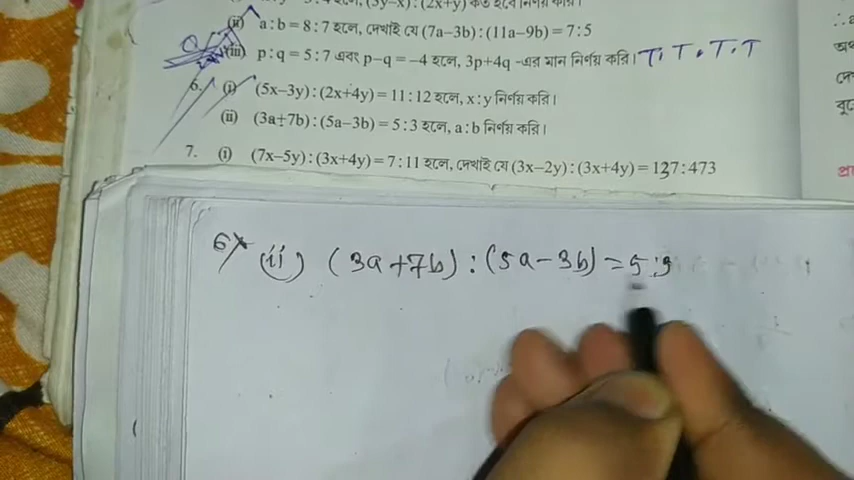 (ii) a:b = 8:7 হলে, দেখাই যে (7a-3b):(11a-9b) = 7:5
(iii) p:q = 5:7 এবং p-q = -4 হলে, 3p+4q -এর মান নির্ণয় করি। T. T. T. T
6. (i) (5x-3y):(2x+4y) = 11:12 হলে, x:y নির্ণয় করি।
(ii) (3a+7b):(5a-3b) = 5:3 হলে, a:b নির্ণয় করি।
7. (i) (7x-5y):(3x+4y) = 7:11 হলে, দেখাই যে (3x-2y):(3x+4y) = 137:473
6 (ii) (3a+7b):(5a-3b) = 5:3